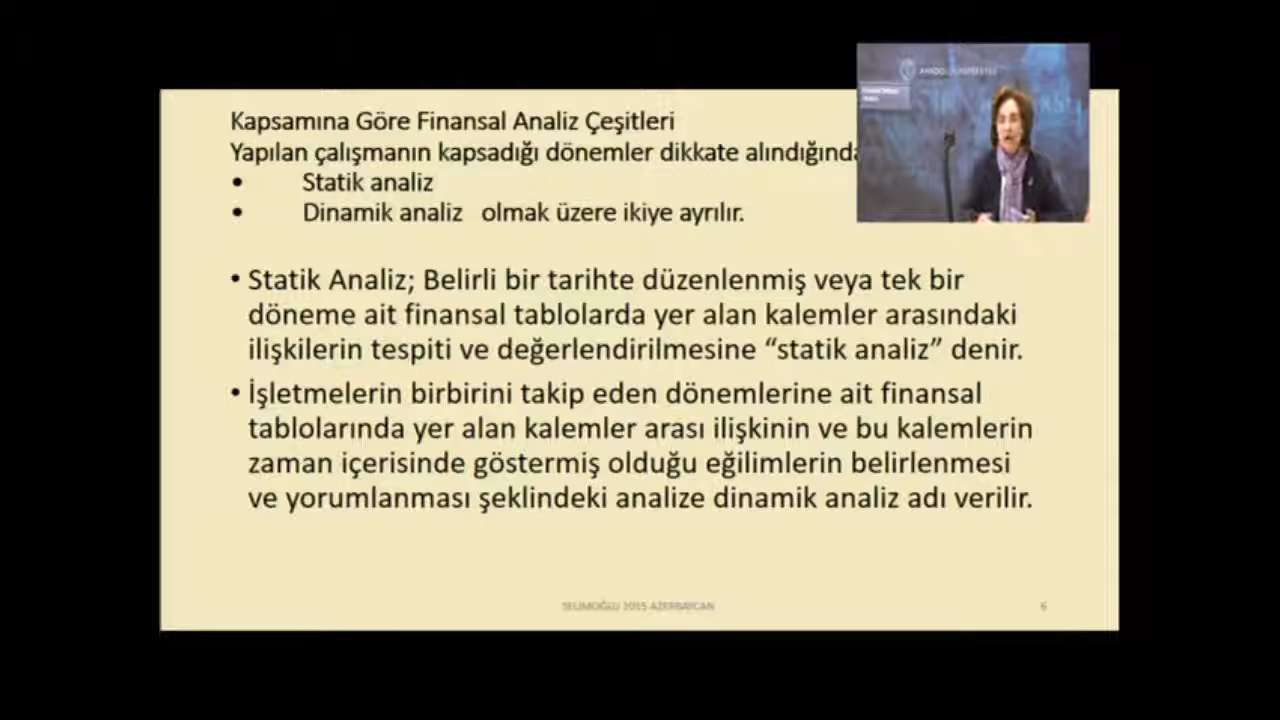 Kapsamına Göre Finansal Analiz Çeşitleri
Yapılan çalışmanın kapsadığı dönemler dikkate alındığında
• Statik analiz
• Dinamik analiz olmak üzere ikiye ayrılır.
• Statik Analiz; Belirli bir tarihte düzenlenmiş veya tek bir
döneme ait finansal tablolarda yer alan kalemler arasındaki
ilişkilerin tespiti ve değerlendirilmesine “statik analiz” denir.
• İşletmelerin birbirini takip eden dönemlerine ait finansal
tablolarında yer alan kalemler arası ilişkinin ve bu kalemlerin
zaman içerisinde göstermiş olduğu eğilimlerin belirlenmesi
ve yorumlanması şeklindeki analize dinamik analiz adı verilir.
SELİMOĞLU 2015 AZERBAYCAN
6